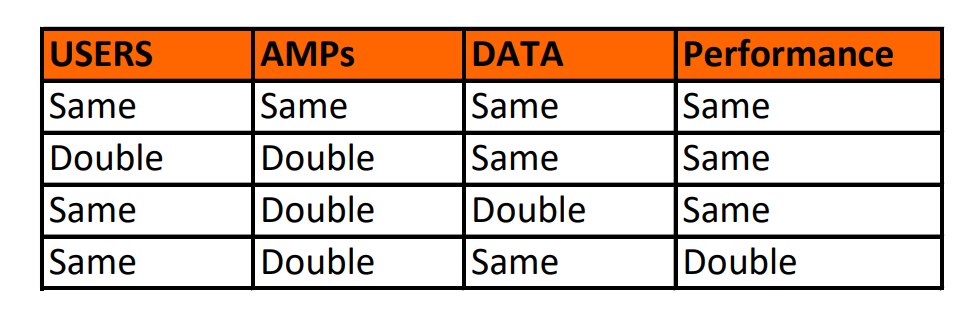 USERS AMPs DATA Performance
Same Same Same Same
Double Double Same Same
Same Double Double Same
Same Double Same Double